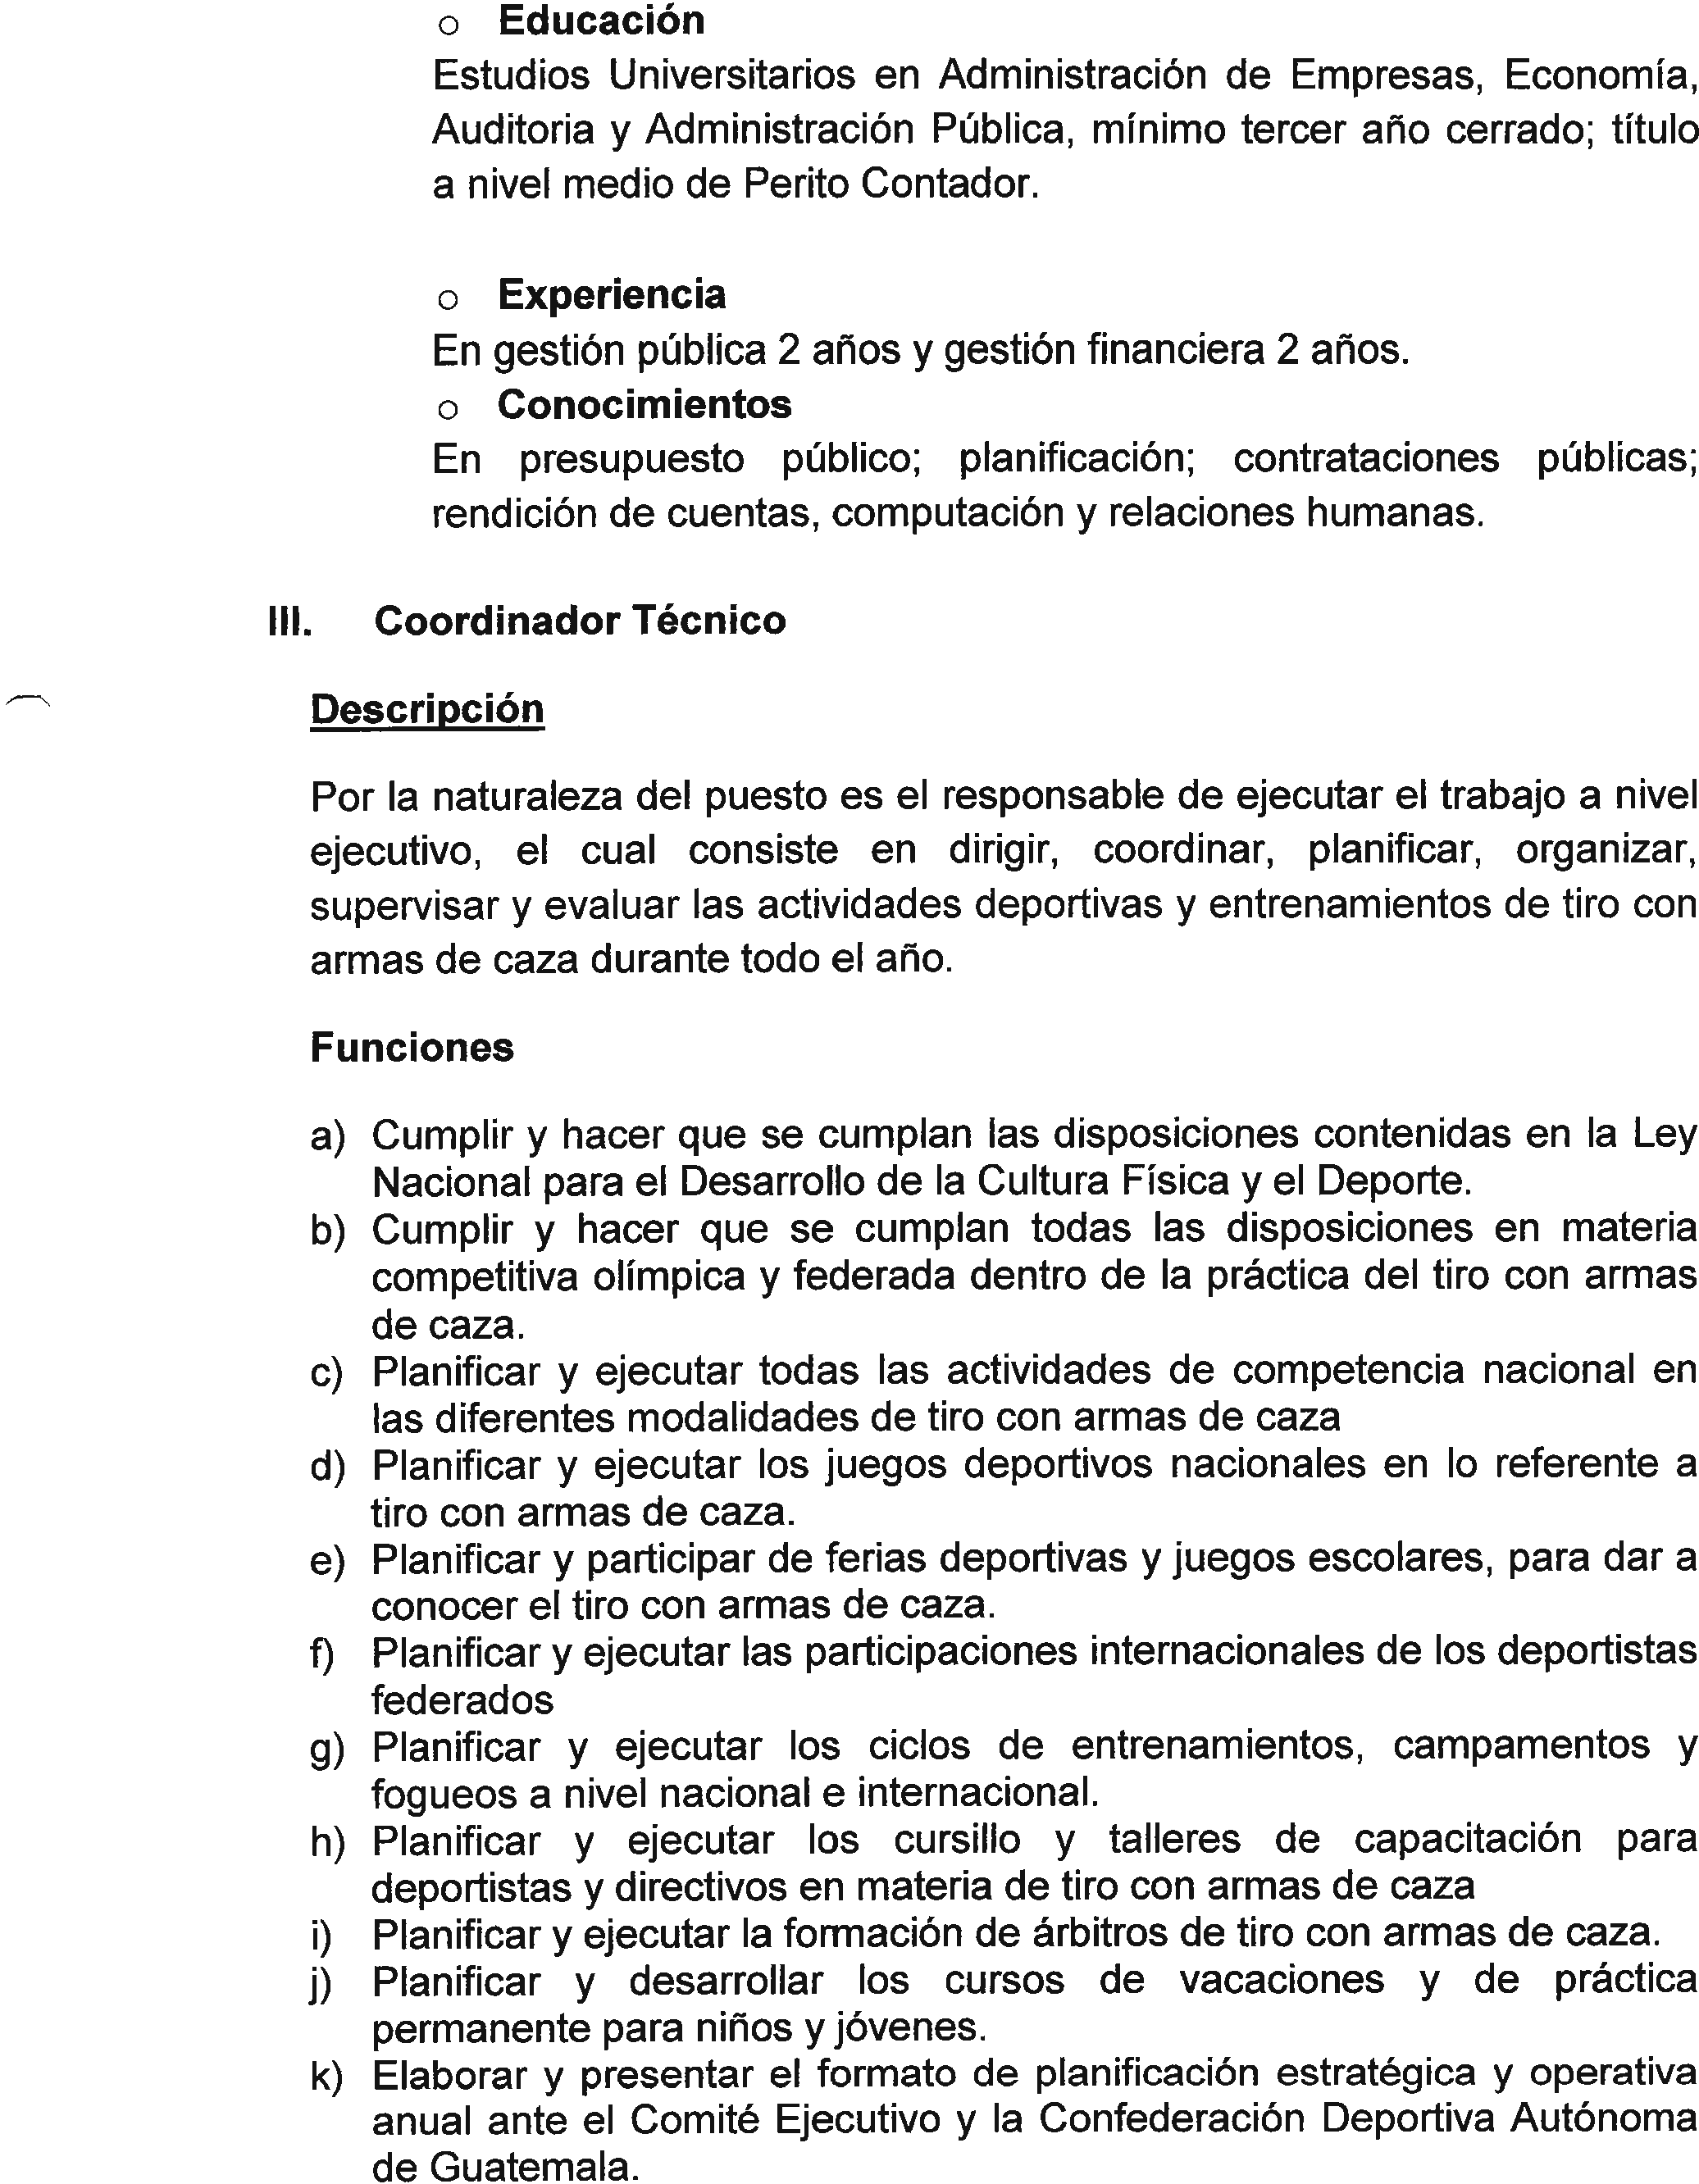 o Educación
Estudios Universitarios en Administración de Empresas, Economía,
Auditoria y Administración Pública, mínimo tercer año cerrado; título
a nivel medio de Perito Contador.
o Experiencia
En gestión pública 2 años y gestión financiera 2 años.
o Conocimientos
En presupuesto público; planificación; contrataciones públicas;
rendición de cuentas, computación y relaciones humanas.
III. Coordinador Técnico
Descripción
Por la naturaleza del puesto es el responsable de ejecutar el trabajo a nivel
ejecutivo, el cual consiste en dirigir, coordinar, planificar, organizar,
supervisar y evaluar las actividades deportivas y entrenamientos de tiro con
armas de caza durante todo el año.
Funciones
a) Cumplir y hacer que se cumplan las disposiciones contenidas en la Ley
Nacional para el Desarrollo de la Cultura Física y el Deporte.
b) Cumplir y hacer que se cumplan todas las disposiciones en materia
competitiva olímpica y federada dentro de la práctica del tiro con armas
de caza.
c) Planificar y ejecutar todas las actividades de competencia nacional en
las diferentes modalidades de tiro con armas de caza
d) Planificar y ejecutar los juegos deportivos nacionales en lo referente a
tiro con armas de caza.
e) Planificar y participar de ferias deportivas y juegos escolares, para dar a
conocer el tiro con armas de caza.
f) Planificar y ejecutar las participaciones internacionales de los deportistas
federados
g) Planificar y ejecutar los ciclos de entrenamientos, campamentos y
fogueos a nivel nacional e internacional.
h) Planificar y ejecutar los cursillo y talleres de capacitación para
deportistas y directivos en materia de tiro con armas de caza
i) Planificar y ejecutar la formación de árbitros de tiro con armas de caza.
j) Planificar y desarrollar los cursos de vacaciones y de práctica
permanente para niños y jóvenes.
k) Elaborar y presentar el formato de planificación estratégica y operativa
anual ante el Comité Ejecutivo y la Confederación Deportiva Autónoma
de Guatemala.